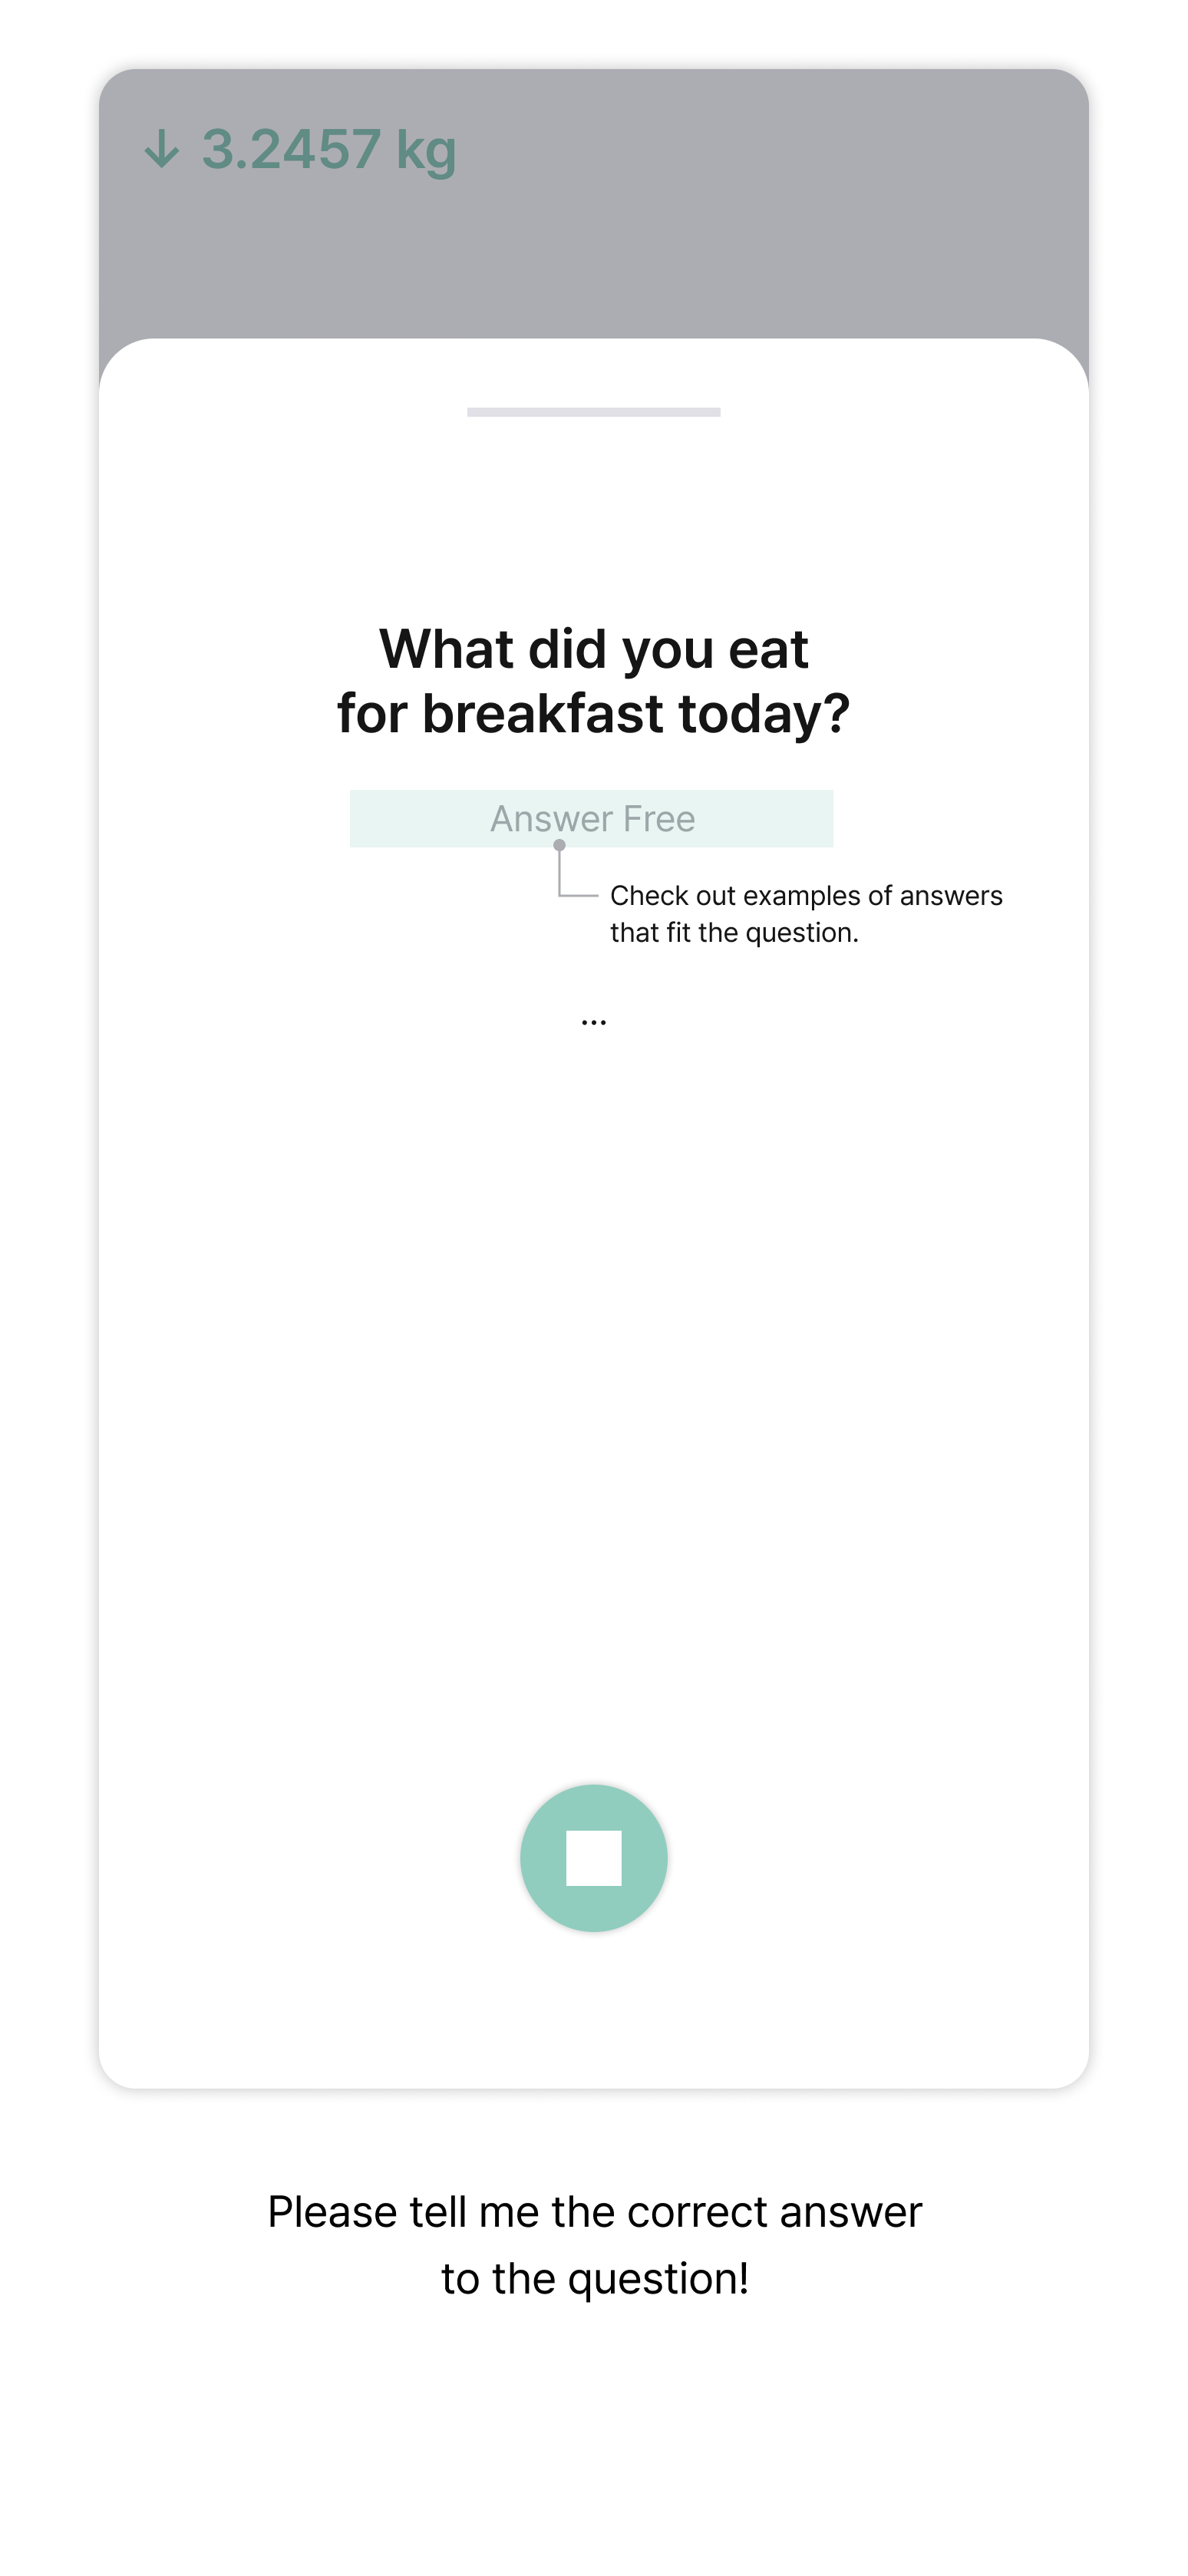 ↓ 3.2457 kg
What did you eat
for breakfast today?
Answer Free
Check out examples of answers
that fit the question.
...
Please tell me the correct answer
to the question!